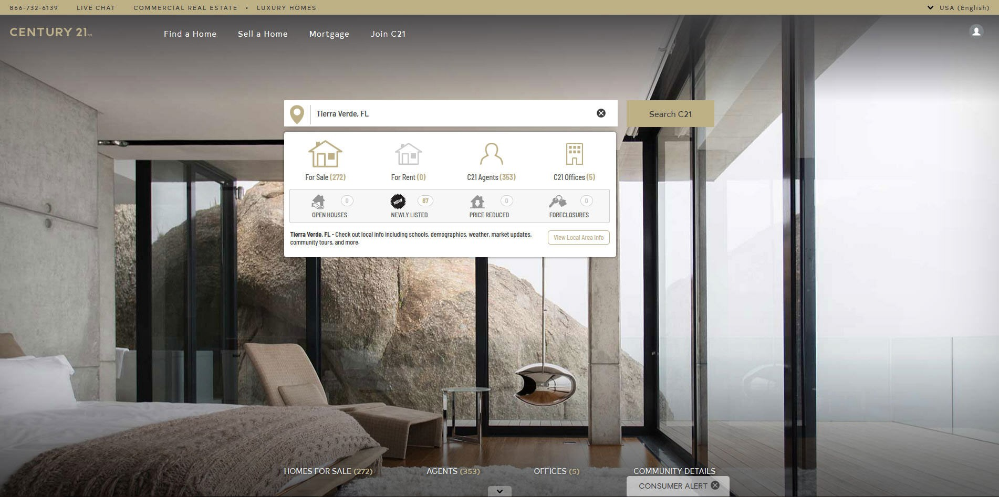 866-732-6139 LIVE CHAT COMMERCIAL REAL ESTATE • LUXURY HOMES USA (English)
CENTURY 21 SM Find a Home Sell a Home Mortgage Join C21
Tierra Verde, FL Search C21
For Sale (272) For Rent (0) C21 Agents (353) C21 Offices (5)
0 NEW 67 0 0
OPEN HOUSES NEWLY LISTED PRICE REDUCED FORECLOSURES
Tierra Verde, FL - Check out local info including schools, demographics, weather, market updates,
community tours, and more.
View Local Area Info
HOMES FOR SALE (272) AGENTS (353) OFFICES (5) COMMUNITY DETAILS
CONSUMER ALERT